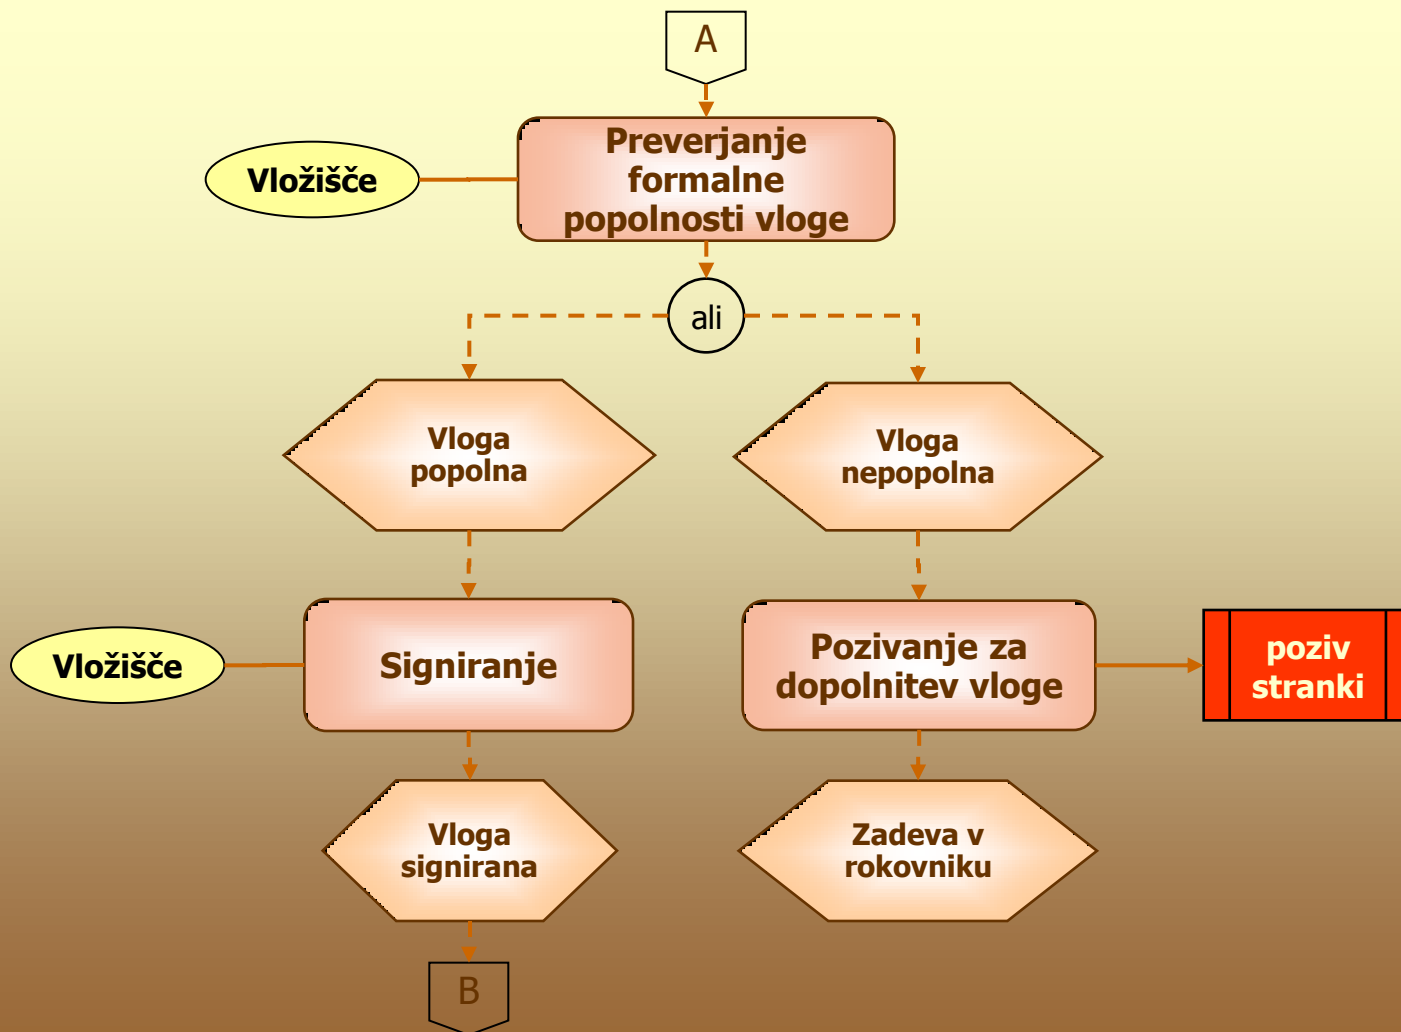 A
Preverjanje
formalne
popolnosti vloge
Vložišče
ali
Vloga
popolna
Vloga
nepopolna
Vložišče
Signiranje
Pozivanje za
dopolnitev vloge
poziv
stranki
Vloga
signirana
Zadeva v
rokovniku
B